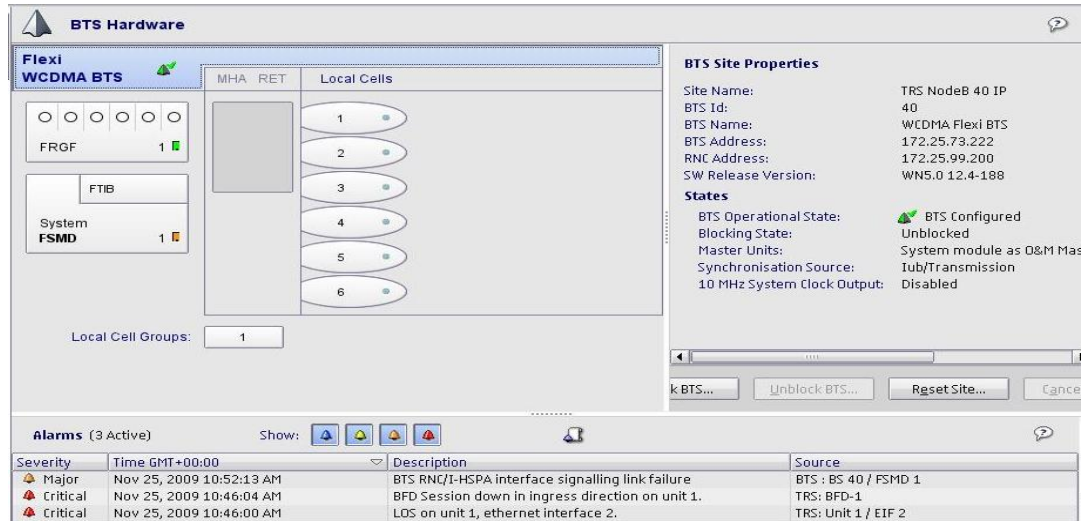 BTS Hardware
Flexi
WCDMA BTS
MHA RET
Local Cells
FRGF 1
FTIB
System
FSMD 1
1
2
3
4
5
6
Local Cell Groups: 1
BTS Site Properties
Site Name: TRS NodeB 40 IP
BTS Id: 40
BTS Name: WCDMA Flexi BTS
BTS Address: 172.25.73.222
RNC Address: 172.25.99.200
SW Release Version: WN5.0 12.4-188
States
BTS Operational State: BTS Configured
Blocking State: Unblocked
Master Units: System module as O&M Mas
Synchronisation Source: Iub/Transmission
10 MHz System Clock Output: Disabled
k BTS... Unblock BTS... Reset Site... Cance
Alarms (3 Active) Show:
Severity Time GMT+00:00 Description Source
Major Nov 25, 2009 10:52:13 AM BTS RNC/I-HSPA interface signalling link failure BTS : BS 40 / FSMD 1
Critical Nov 25, 2009 10:46:04 AM BFD Session down in ingress direction on unit 1. TRS: BFD-1
Critical Nov 25, 2009 10:46:00 AM LOS on unit 1, ethernet interface 2. TRS: Unit 1 / EIF 2